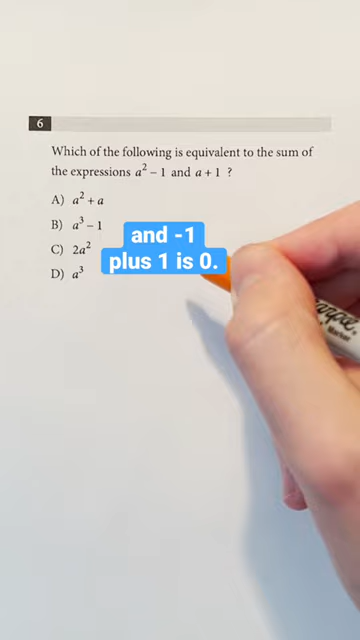 6
Which of the following is equivalent to the sum of
the expressions a² − 1 and a + 1 ?
A) a² + a
B) a³ − 1
C) 2a²
D) a³
and -1
plus 1 is 0.
Marker